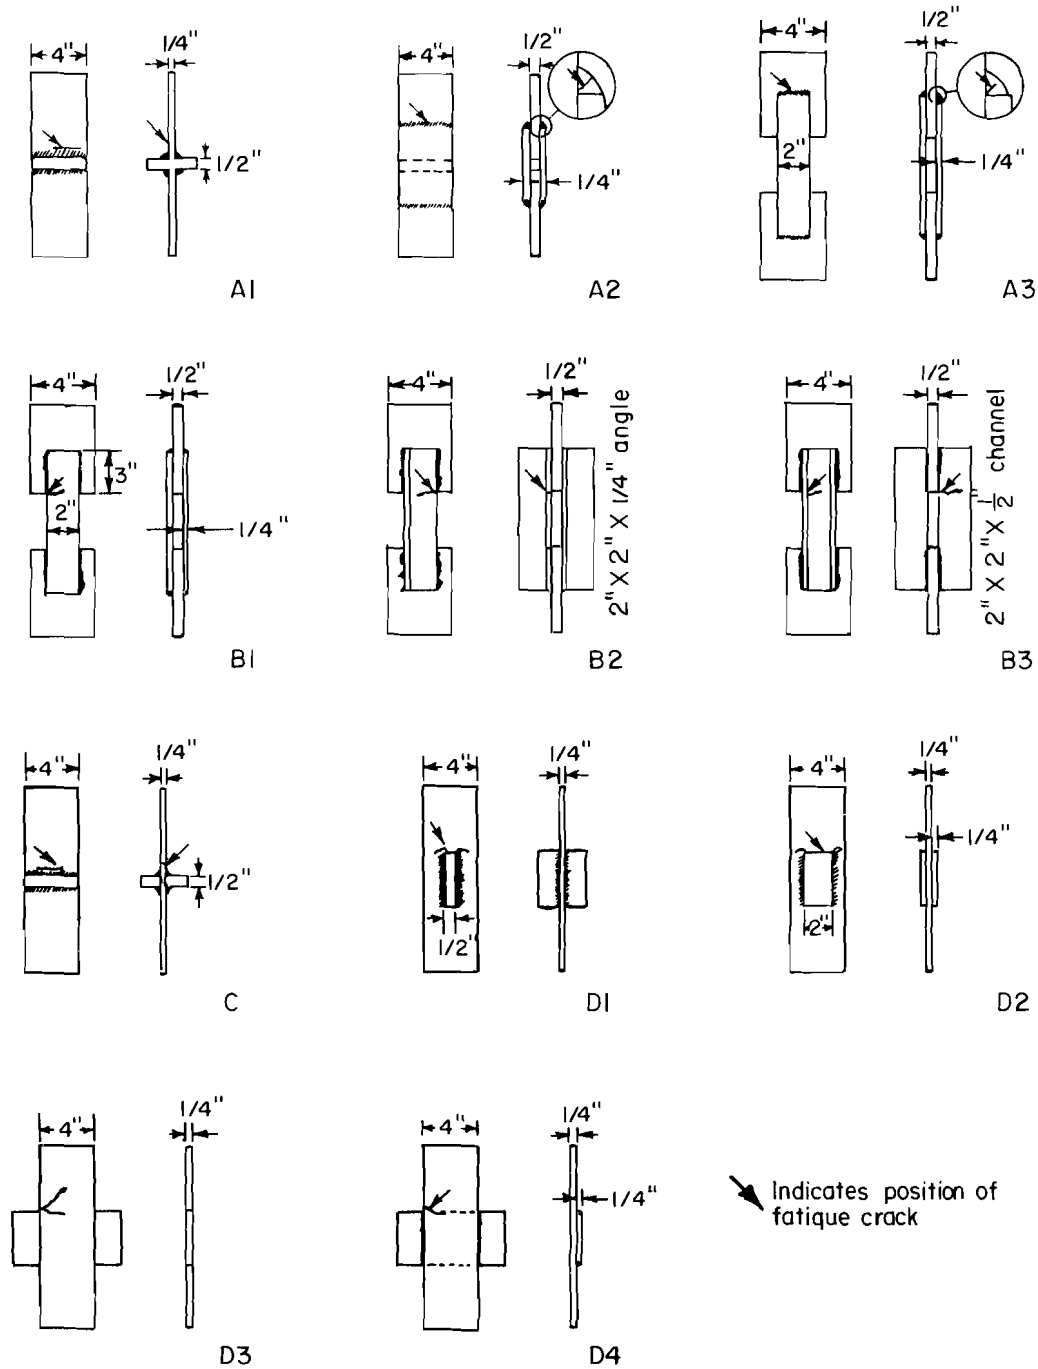 4" 1/4"
1/2"
A1
4" 1/2"
1/4"
A2
4" 1/2"
2"
1/4"
A3
4" 1/2"
3"
2"
1/4"
B1
4" 1/2"
2" X 2" X 1/4" angle
B2
4" 1/2"
2" X 2" X 1/2" channel
B3
4" 1/4"
1/2"
C
4" 1/4"
1/2"
D1
4" 1/4"
1/4"
2"
D2
4" 1/4"
D3
4" 1/4"
1/4"
D4
Indicates position of
fatique crack